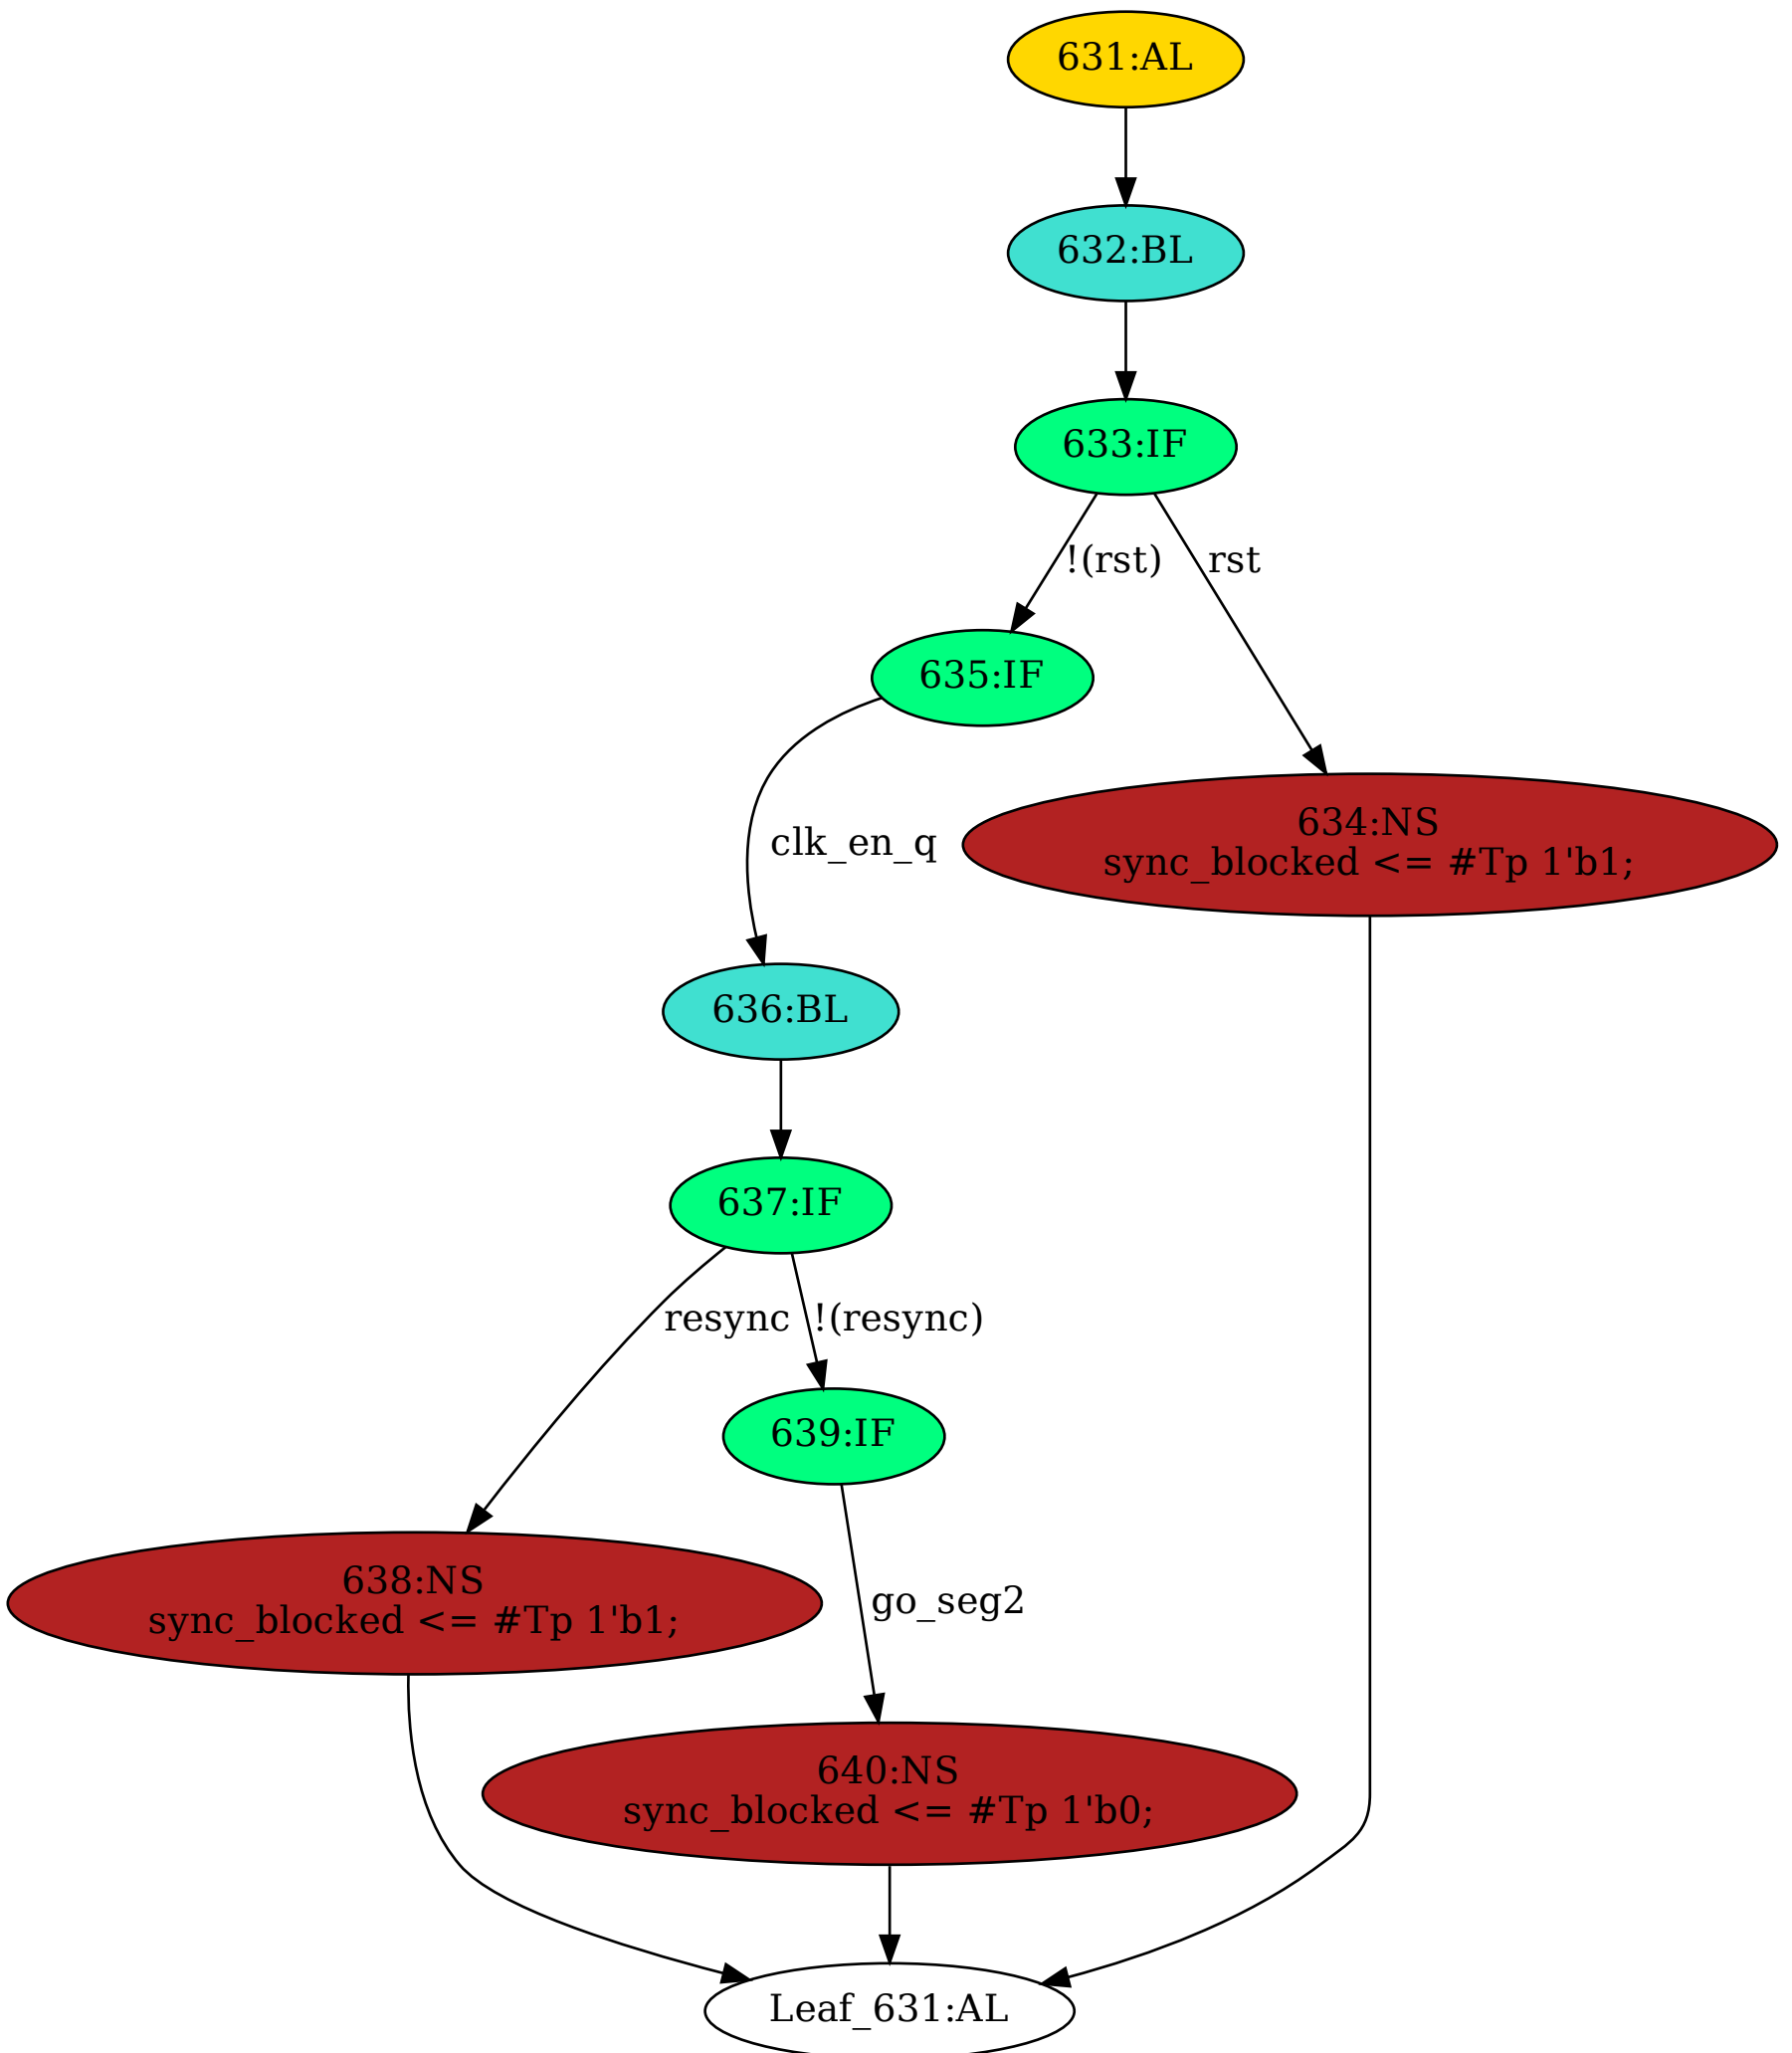 631:AL
632:BL
633:IF
!(rst)
rst
635:IF
clk_en_q
634:NS
sync_blocked <= #Tp 1'b1;
636:BL
637:IF
resync
!(resync)
639:IF
638:NS
sync_blocked <= #Tp 1'b1;
go_seg2
640:NS
sync_blocked <= #Tp 1'b0;
Leaf_631:AL